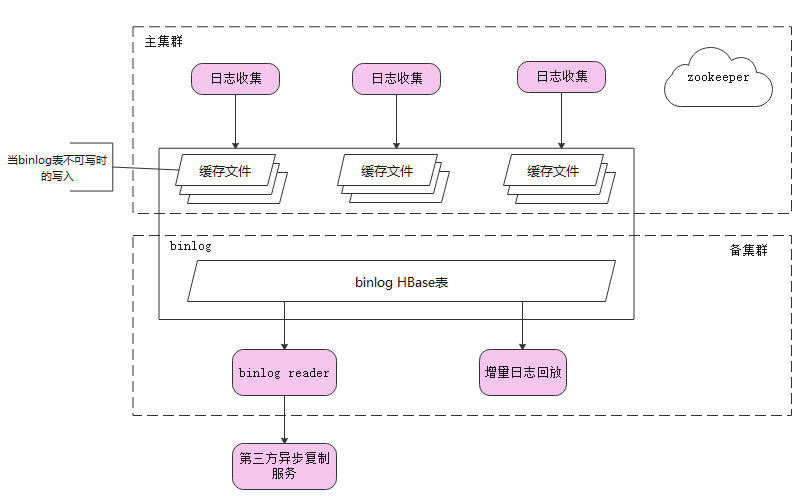 主集群
日志收集
日志收集
日志收集
zookeeper
当binlog表不可写时
的写入
缓存文件
缓存文件
缓存文件
binlog
备集群
binlog HBase表
binlog reader
增量日志回放
第三方异步复制
服务